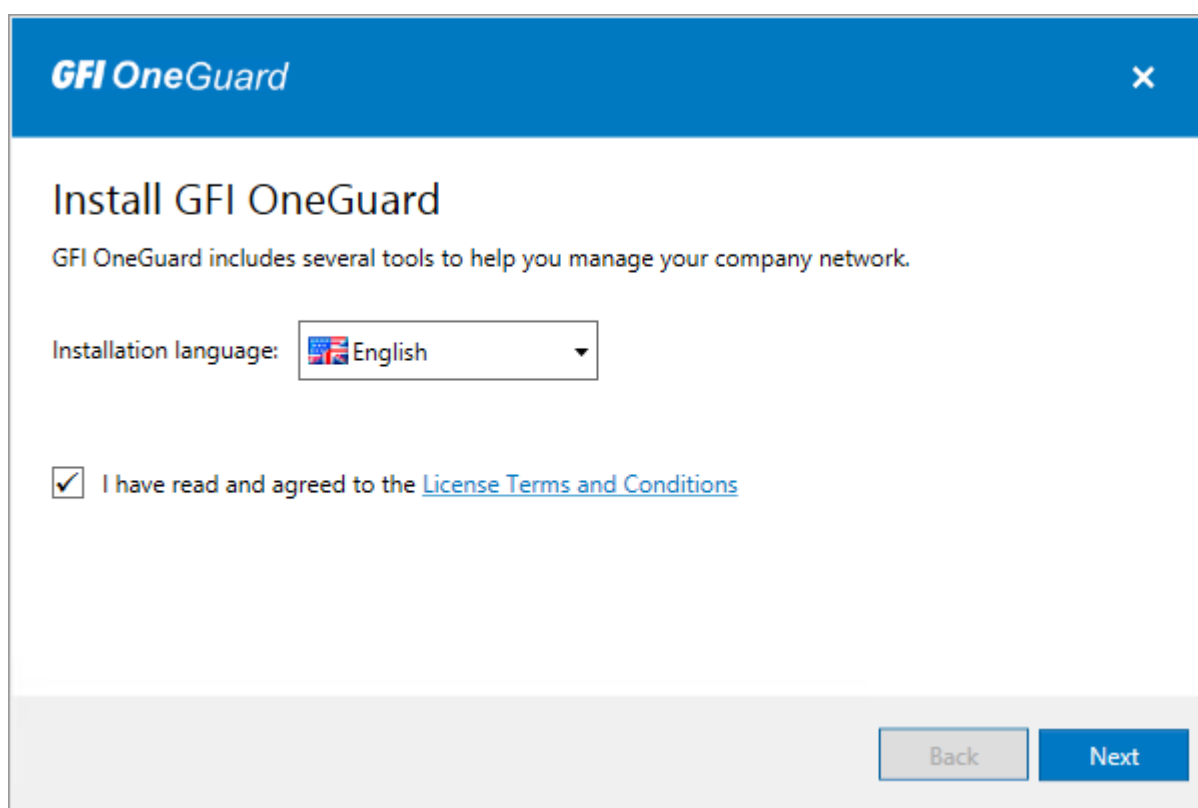 GFI OneGuard
Install GFI OneGuard
GFI OneGuard includes several tools to help you manage your company network.
Installation language: English
I have read and agreed to the License Terms and Conditions
Back Next